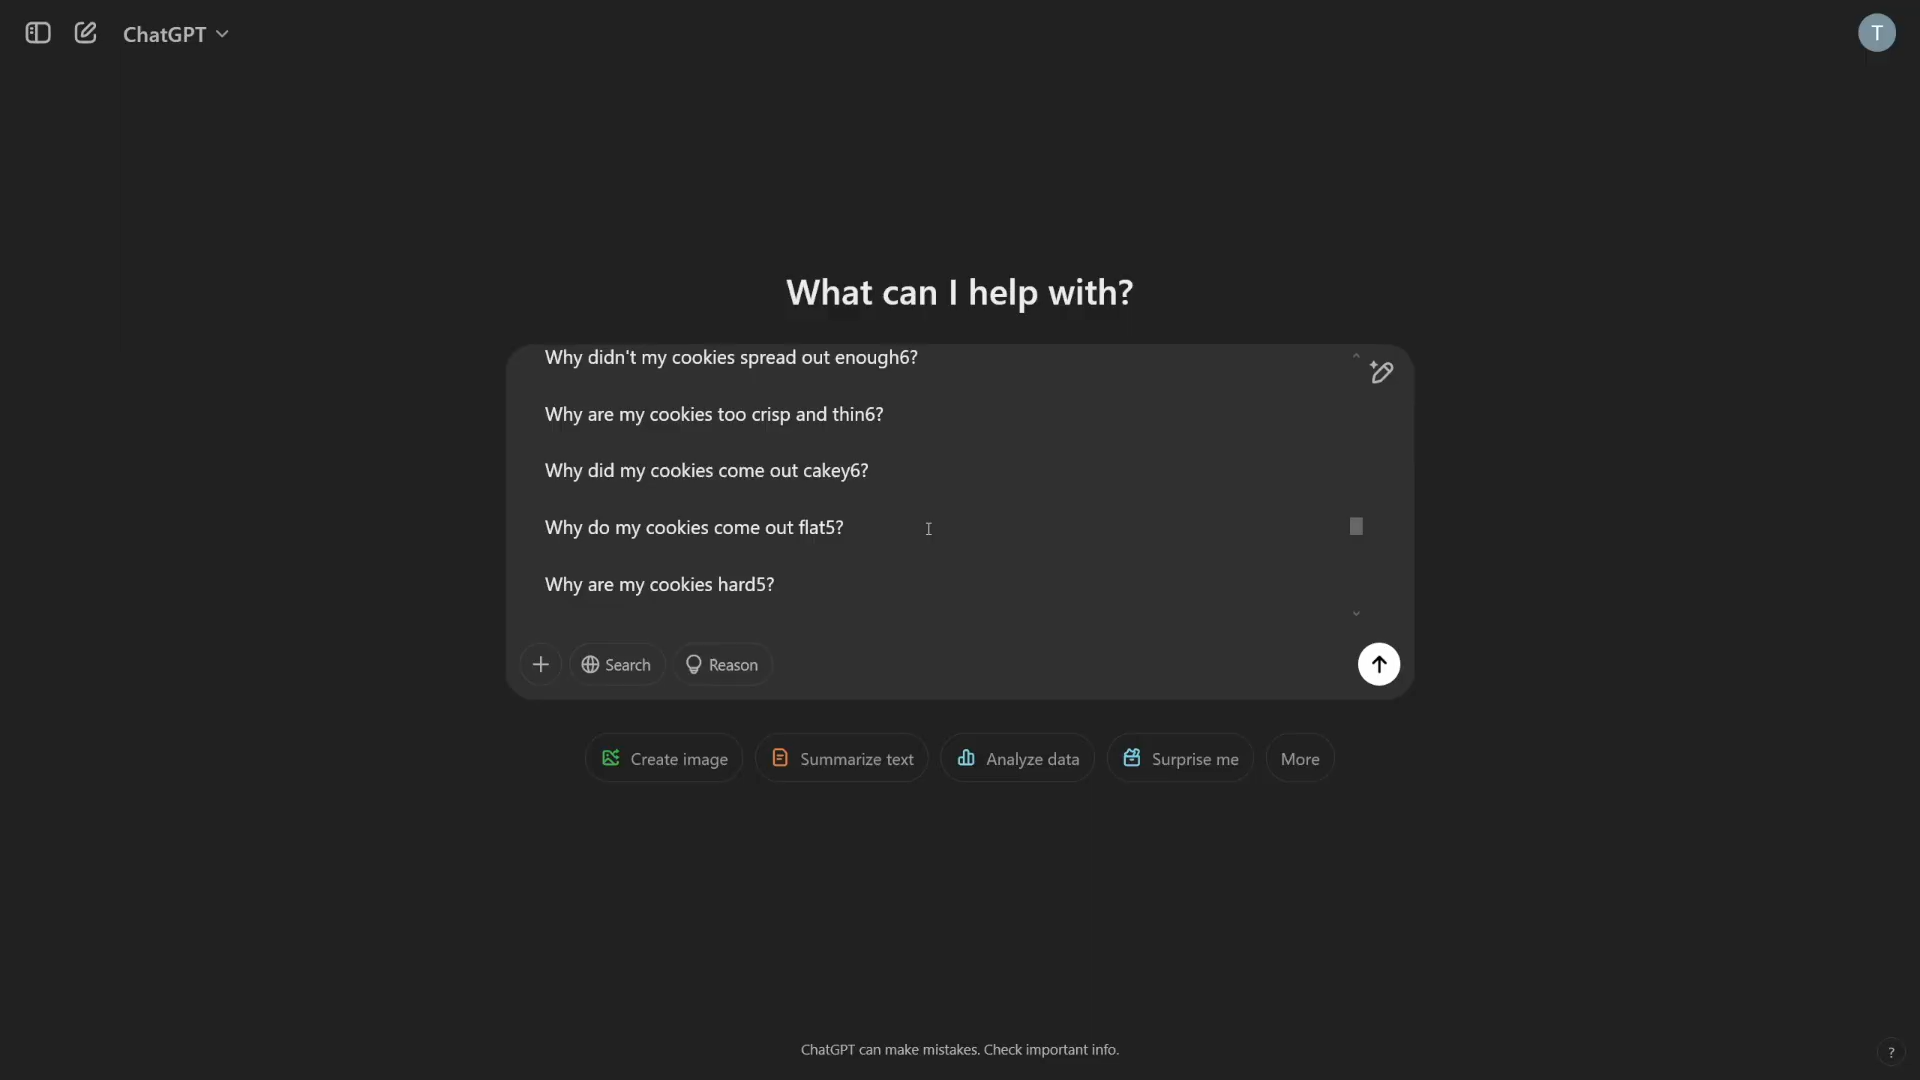 ChatGPT
T
What can I help with?
Why didn't my cookies spread out enough6?
Why are my cookies too crisp and thin6?
Why did my cookies come out cakey6?
Why do my cookies come out flat5?
Why are my cookies hard5?
Search
Reason
Create image
Summarize text
Analyze data
Surprise me
More
ChatGPT can make mistakes. Check important info.
?